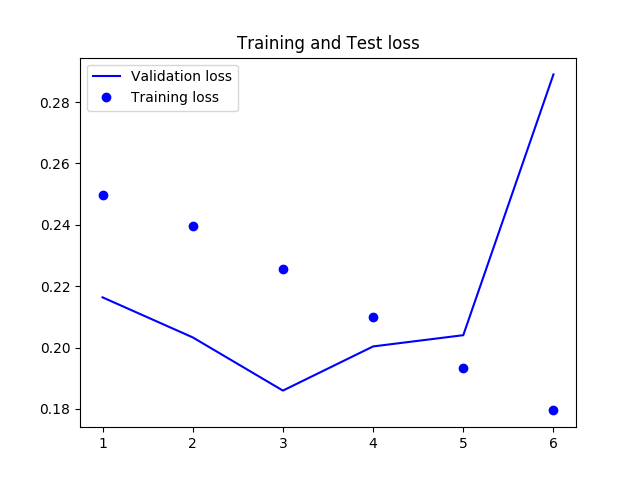 Training and Test loss
Validation loss
Training loss
0.28
0.26
0.24
0.22
0.20
0.18
1 2 3 4 5 6